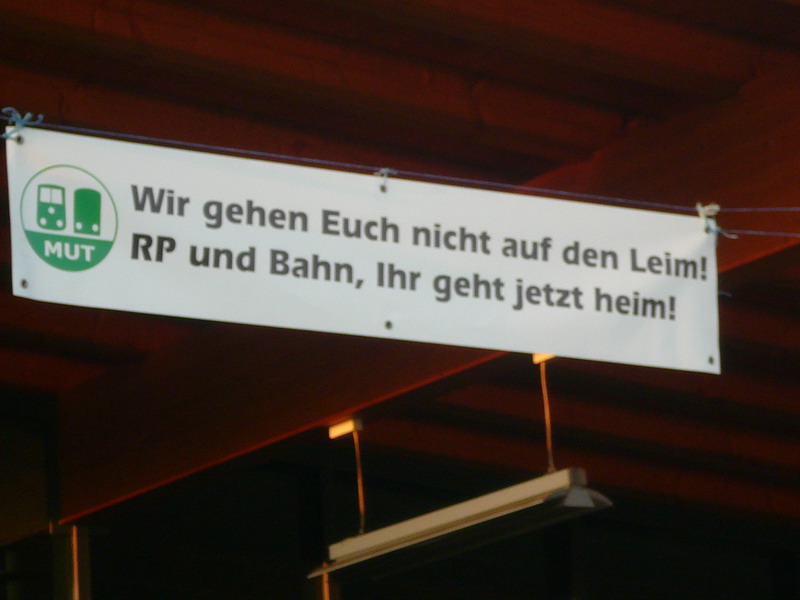 MUT
Wir gehen Euch nicht auf den Leim!
RP und Bahn, Ihr geht jetzt heim!